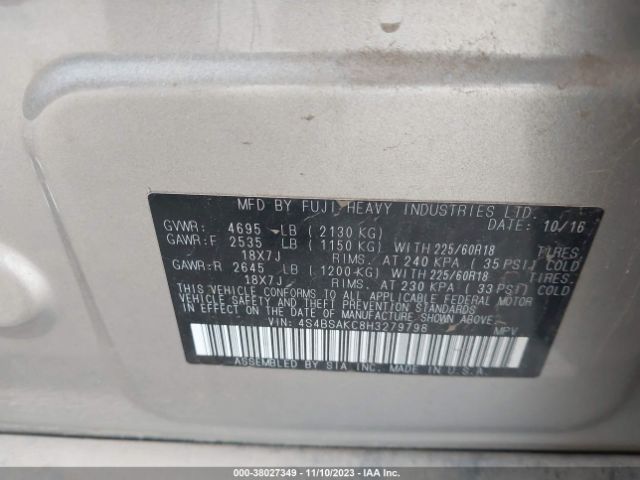 MFD BY FUJI HEAVY INDUSTRIES LTD.
DATE: 10/16
GVWR: 4695 LB ( 2130 KG)
GAWR:F 2535 LB ( 1150 KG) WITH 225/60R18 TIRES,
18X7J RIMS, AT 240 KPA ( 35 PSI) COLD
GAWR:R 2645 LB ( 1200 KG) WITH 225/60R18 TIRES,
18X7J RIMS, AT 230 KPA ( 33 PSI) COLD
THIS VEHICLE CONFORMS TO ALL APPLICABLE FEDERAL MOTOR
VEHICLE SAFETY, BUMPER, AND THEFT PREVENTION STANDARDS
IN EFFECT ON THE DATE OF MANUFACTURE SHOWN ABOVE.
VIN: 4S4BSAKC8H3279798 MPV
ASSEMBLED BY SIA INC. MADE IN U.S.A.
000-38027349 — 11/10/2023 — IAA Inc.